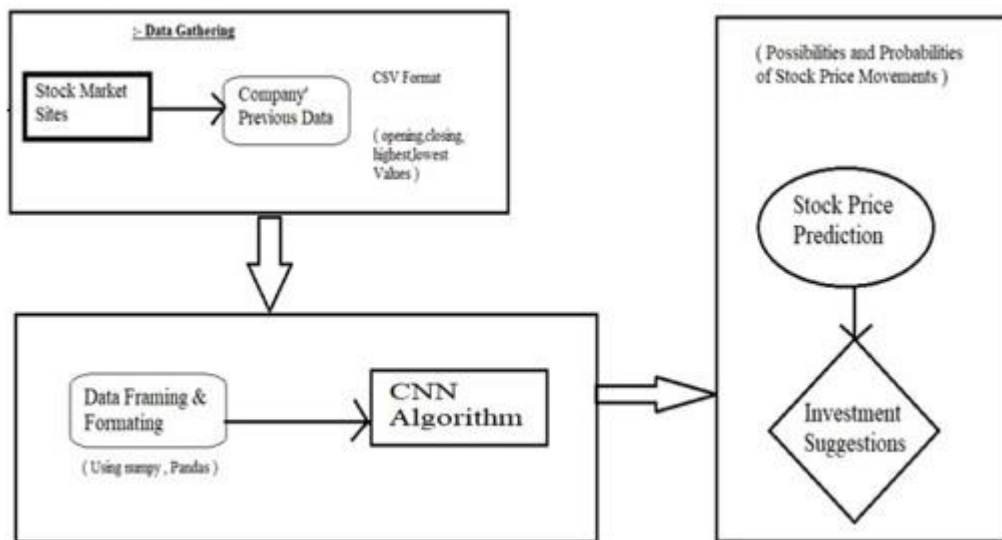 :- Data Gathering
Stock Market
Sites
Company'
Previous Data
CSV Format
( opening,closing,
highest,lowest
Values )
Data Framing &
Formating
( Using numpy , Pandas )
CNN
Algorithm
( Possibilities and Probabilities
of Stock Price Movements )
Stock Price
Prediction
Investment
Suggestions